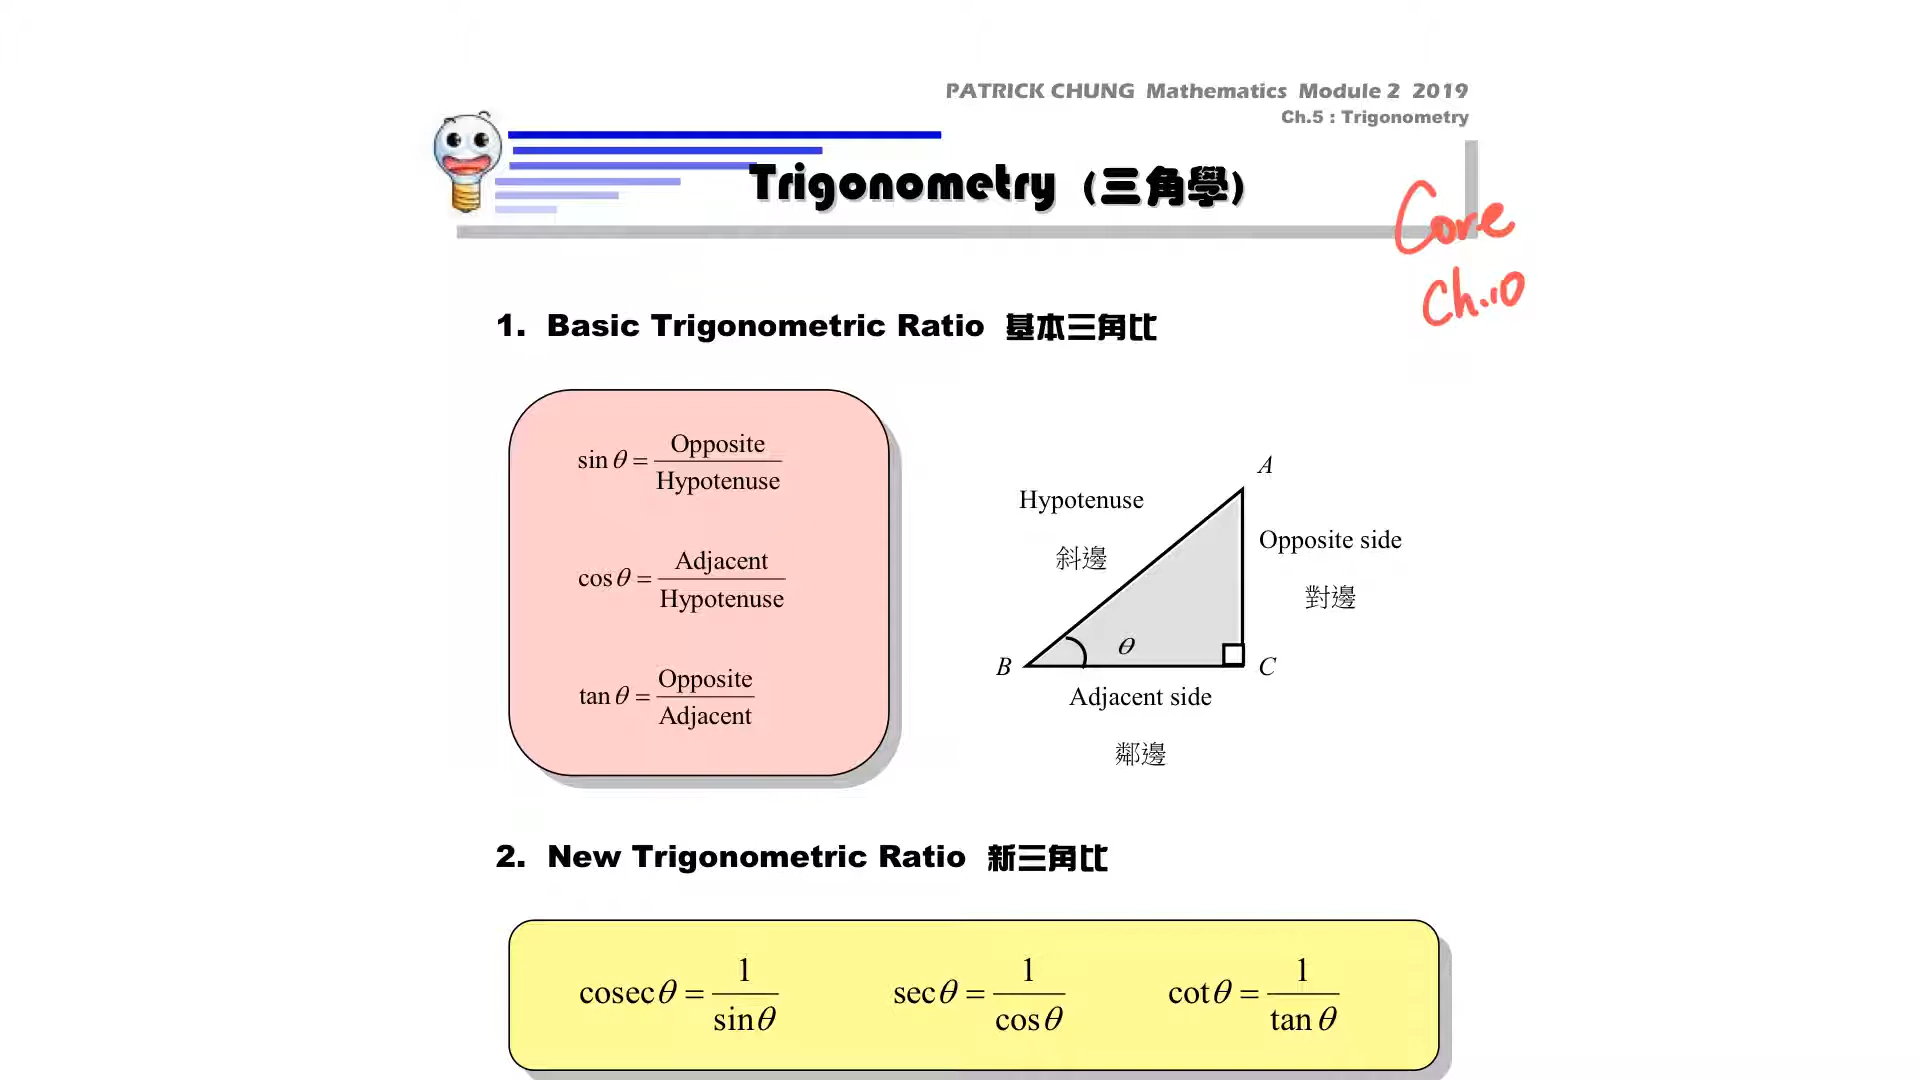 PATRICK CHUNG Mathematics Module 2 2019
Ch.5 : Trigonometry
Trigonometry (三角學)
Core
Ch.10
1. Basic Trigonometric Ratio 基本三角比
sin θ = Opposite / Hypotenuse
cos θ = Adjacent / Hypotenuse
tan θ = Opposite / Adjacent
A
Hypotenuse
斜邊
Opposite side
對邊
θ
B
C
Adjacent side
鄰邊
2. New Trigonometric Ratio 新三角比
cosec θ = 1 / sin θ
sec θ = 1 / cos θ
cot θ = 1 / tan θ